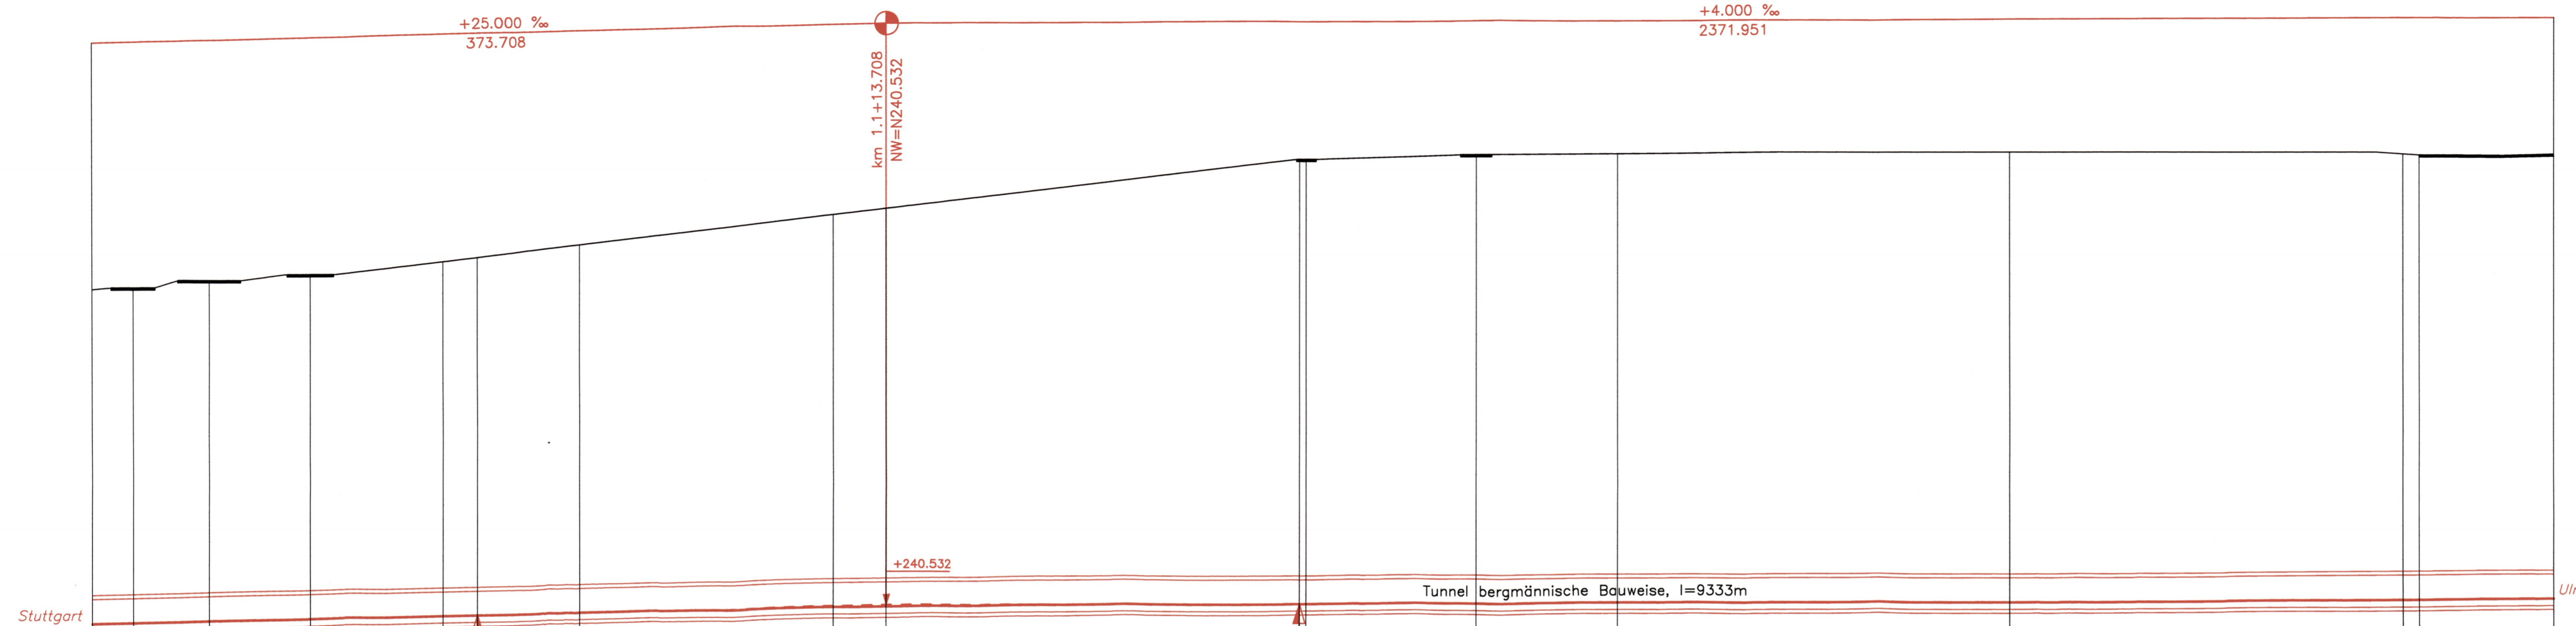 +25.000 ‰
373.708
+4.000 ‰
2371.951
km 1.1+13.708
NW=N240.532
+240.532
Tunnel bergmännische Bauweise, l=9333m
Stuttgart